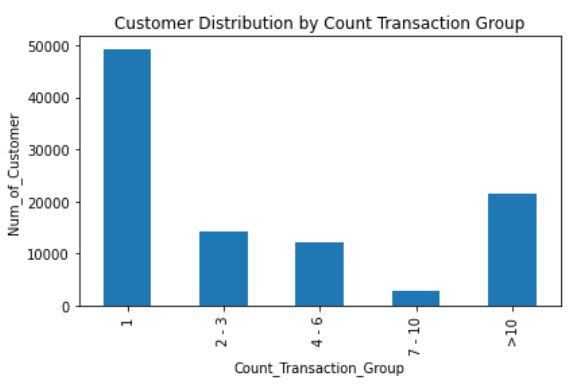 Customer Distribution by Count Transaction Group
50000
40000
30000
20000
10000
0
Num_of_Customer
1
2 - 3
4 - 6
7 - 10
>10
Count_Transaction_Group